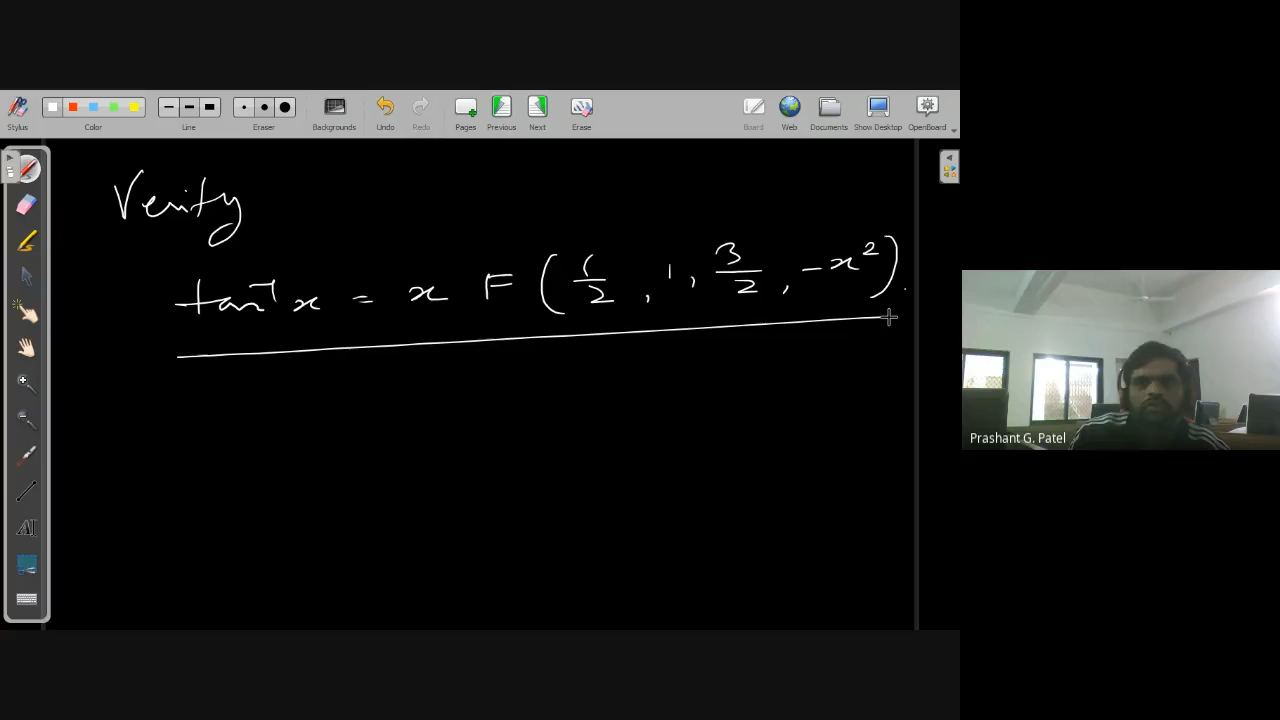 Stylus Color Line Eraser Backgrounds Undo Redo Pages Previous Next Erase Board Web Documents Show Desktop OpenBoard
Verify
tan⁻¹ x = x F (1/2, 1, 3/2, -x²).
Prashant G. Patel